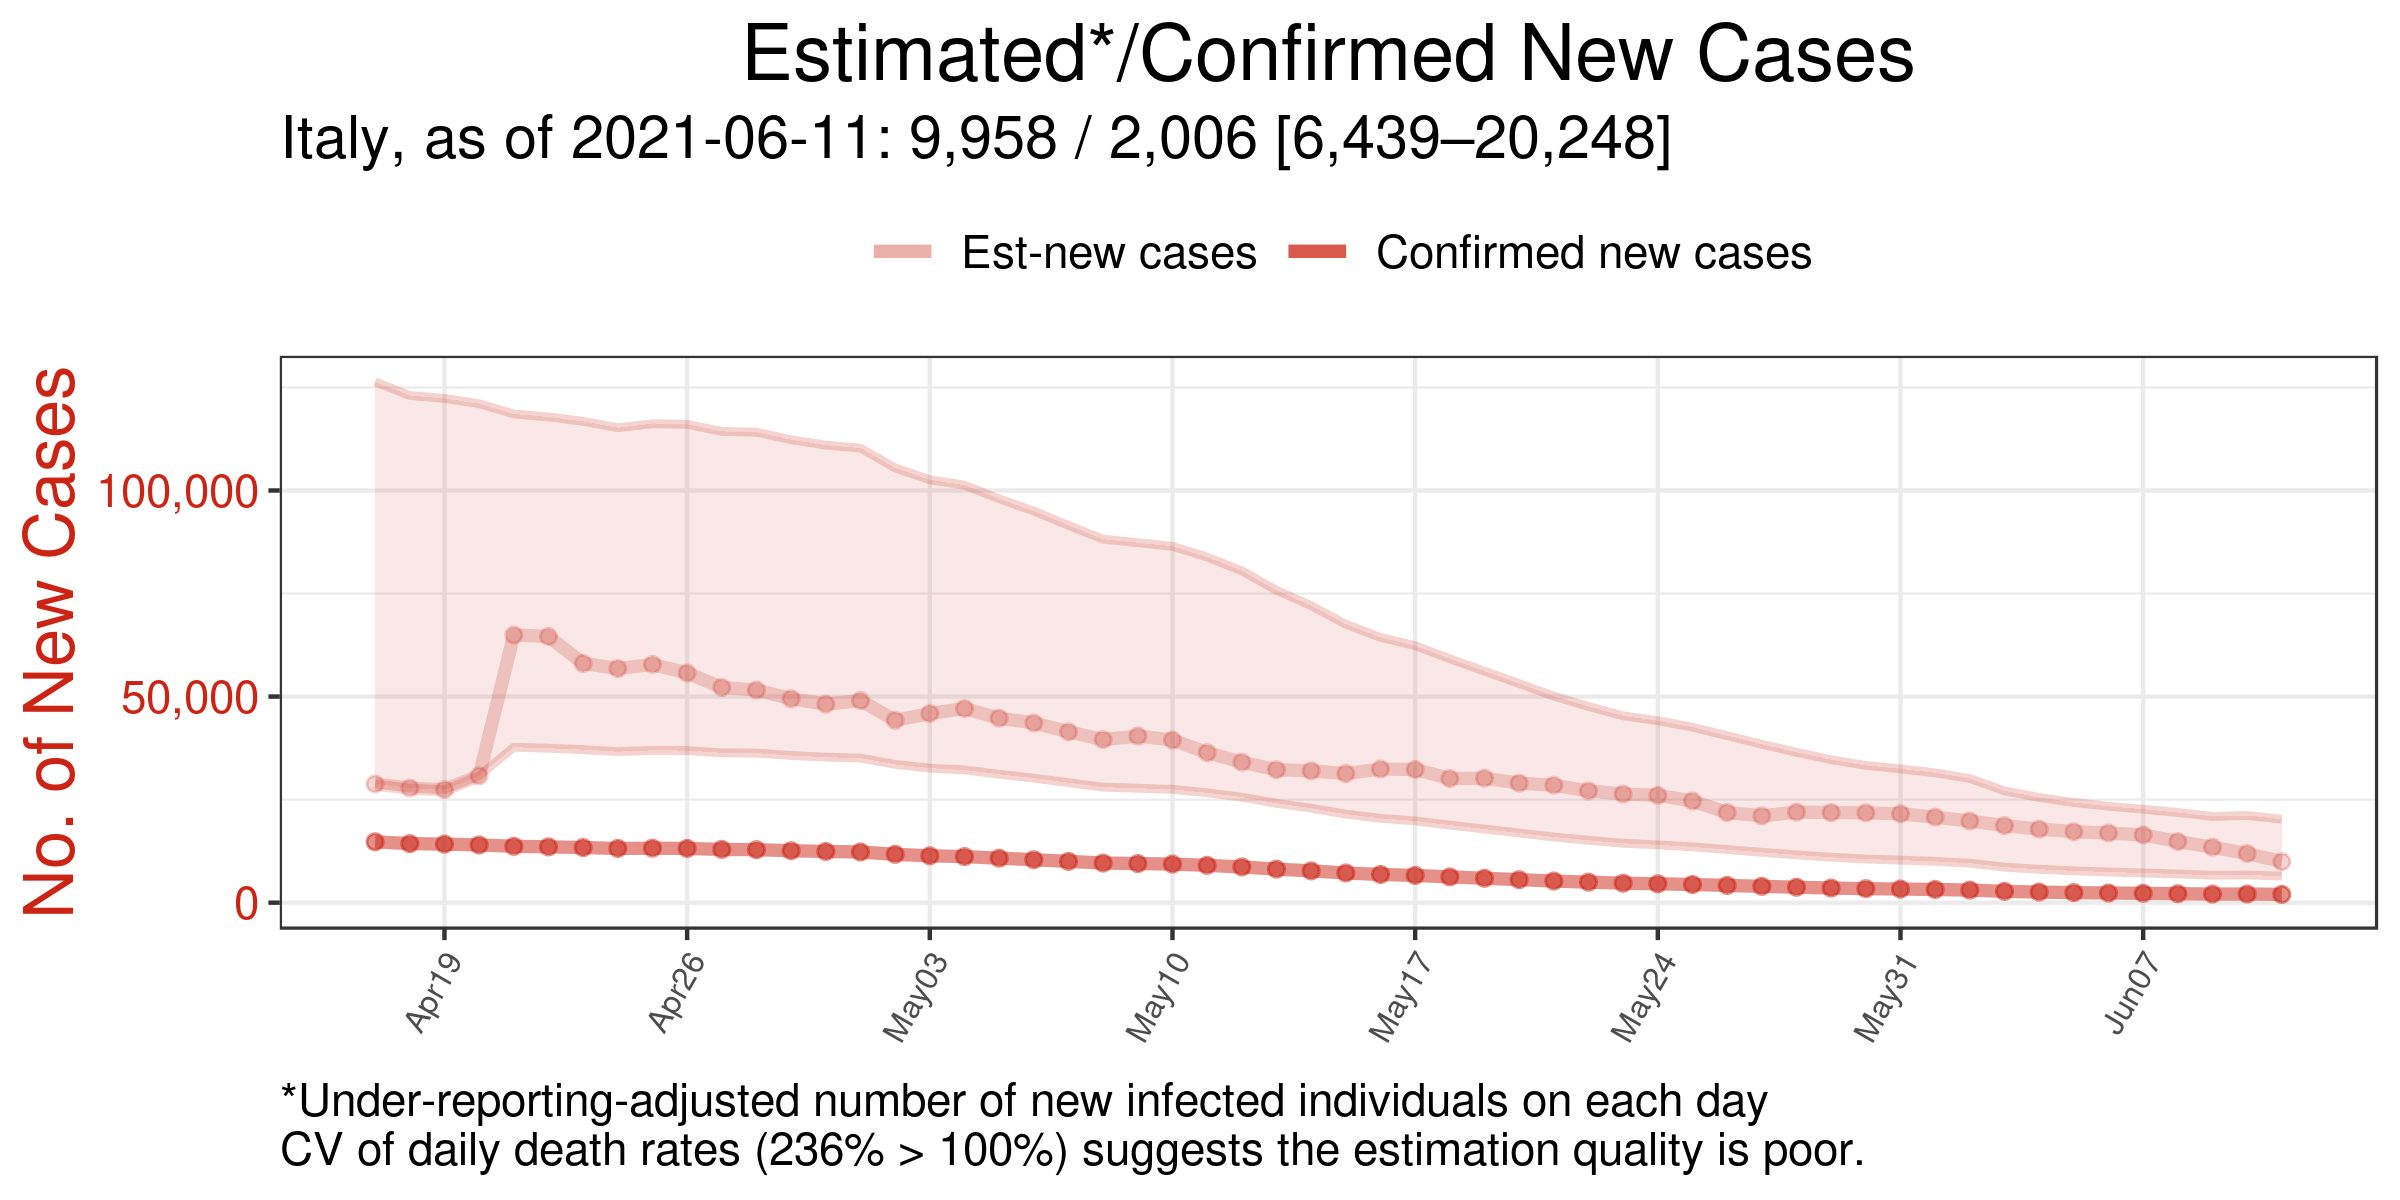 Estimated*/Confirmed New Cases
Italy, as of 2021-06-11: 9,958 / 2,006 [6,439–20,248]
Est-new cases
Confirmed new cases
No. of New Cases
100,000
50,000
0
Apr19
Apr26
May03
May10
May17
May24
May31
Jun07
*Under-reporting-adjusted number of new infected individuals on each day
CV of daily death rates (236% > 100%) suggests the estimation quality is poor.